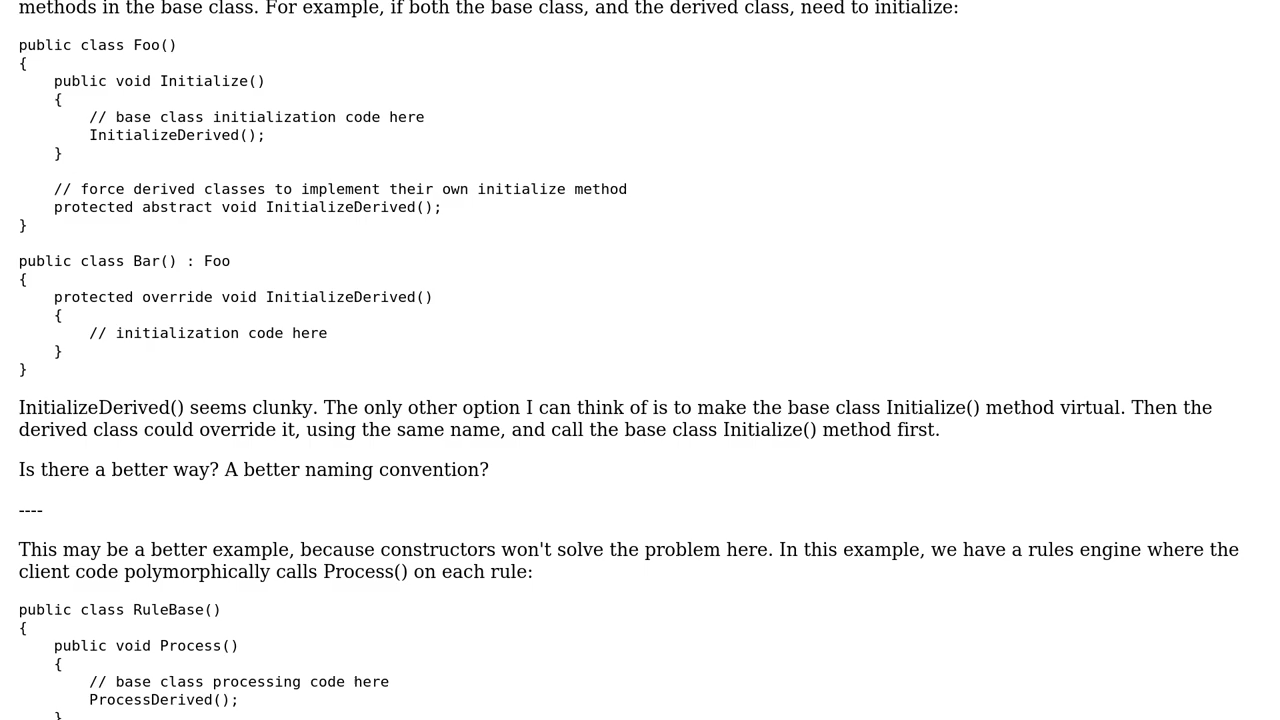 methods in the base class. For example, if both the base class, and the derived class, need to initialize:
public class Foo()
{
    public void Initialize()
    {
        // base class initialization code here
        InitializeDerived();
    }

    // force derived classes to implement their own initialize method
    protected abstract void InitializeDerived();
}

public class Bar() : Foo
{
    protected override void InitializeDerived()
    {
        // initialization code here
    }
}
InitializeDerived() seems clunky. The only other option I can think of is to make the base class Initialize() method virtual. Then the
derived class could override it, using the same name, and call the base class Initialize() method first.
Is there a better way? A better naming convention?
----
This may be a better example, because constructors won't solve the problem here. In this example, we have a rules engine where the
client code polymorphically calls Process() on each rule:
public class RuleBase()
{
    public void Process()
    {
        // base class processing code here
        ProcessDerived();
    }